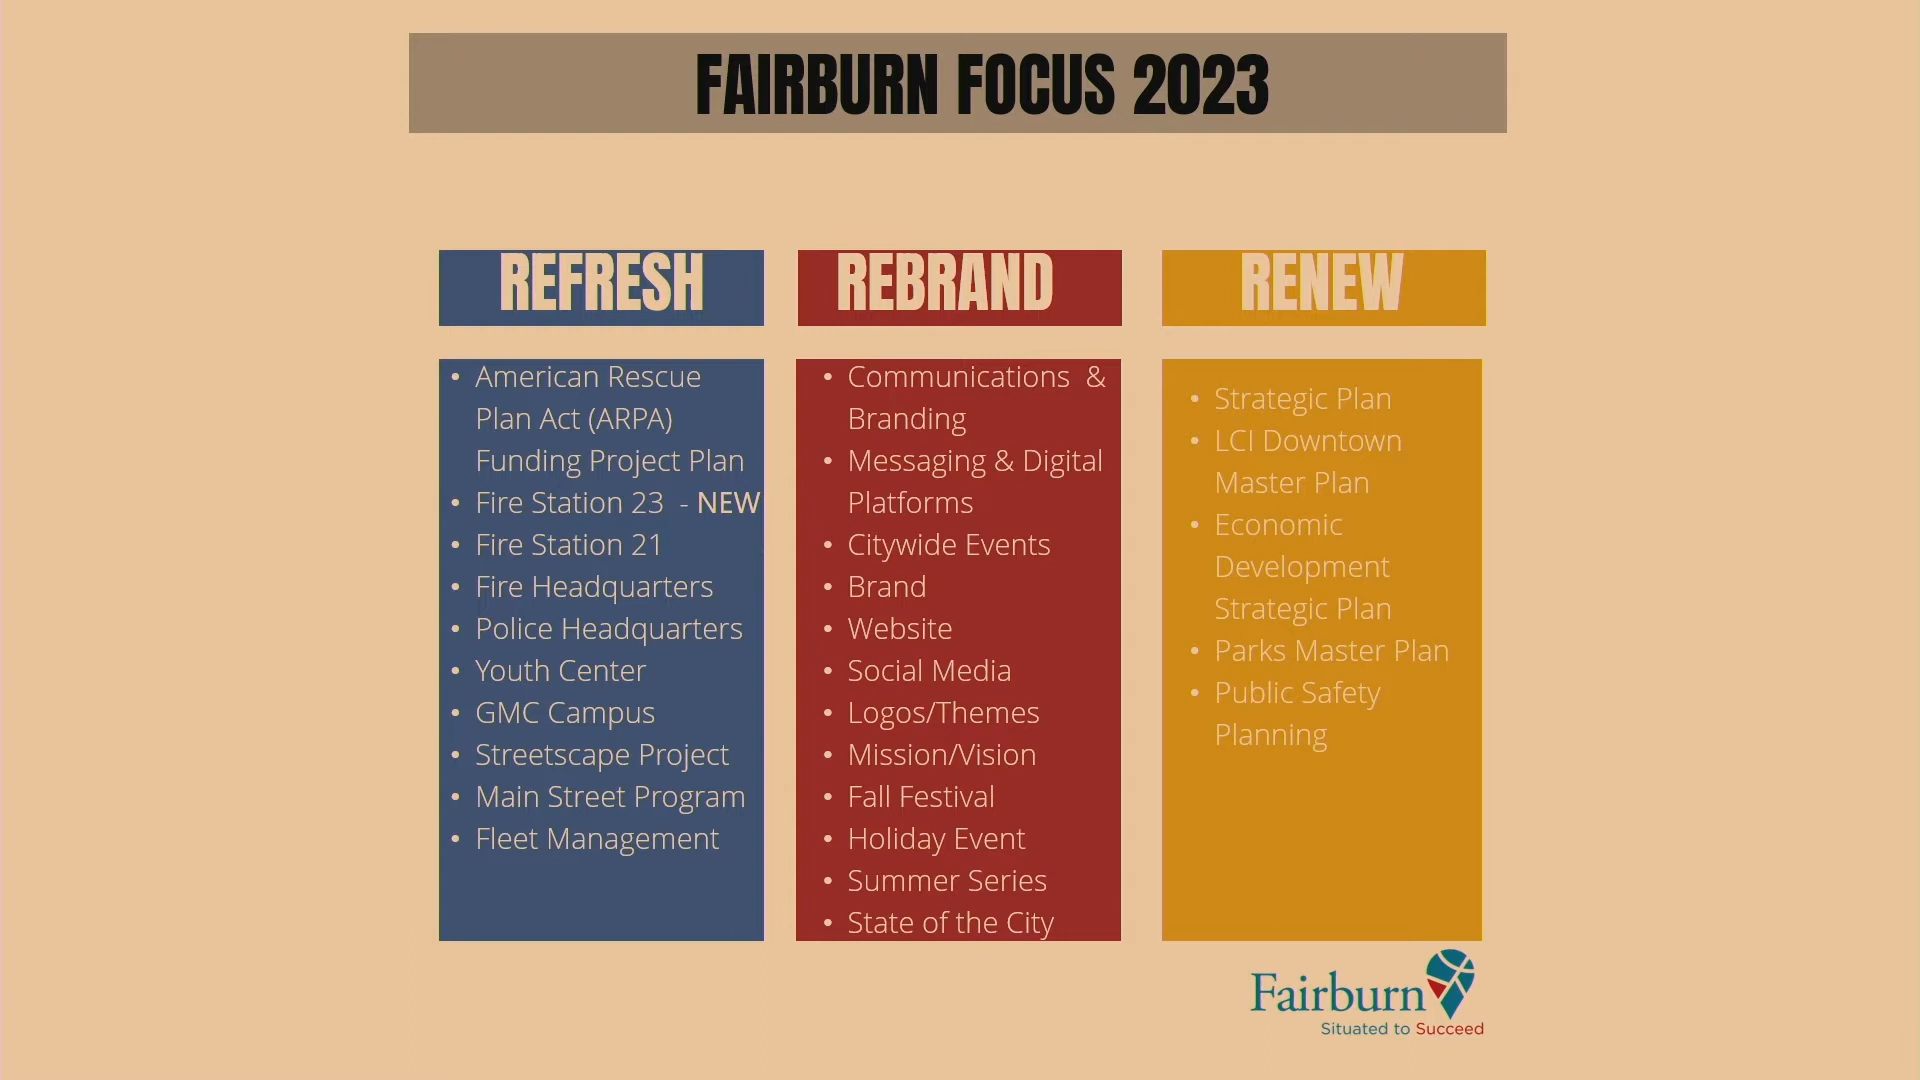 FAIRBURN FOCUS 2023
REFRESH
• American Rescue
Plan Act (ARPA)
Funding Project Plan
• Fire Station 23  - NEW
• Fire Station 21
• Fire Headquarters
• Police Headquarters
• Youth Center
• GMC Campus
• Streetscape Project
• Main Street Program
• Fleet Management
REBRAND
• Communications  &
Branding
• Messaging & Digital
Platforms
• Citywide Events
• Brand
• Website
• Social Media
• Logos/Themes
• Mission/Vision
• Fall Festival
• Holiday Event
• Summer Series
• State of the City
RENEW
• Strategic Plan
• LCI Downtown
Master Plan
• Economic
Development
Strategic Plan
• Parks Master Plan
• Public Safety
Planning
Fairburn
Situated to Succeed